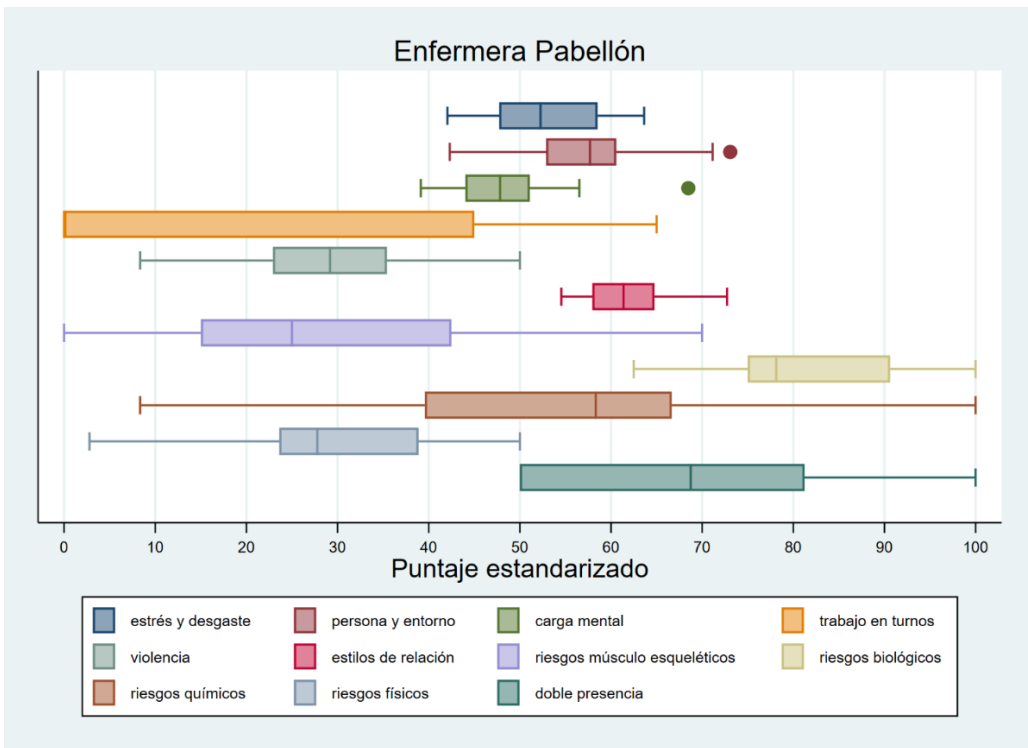 Enfermera Pabellón
0 10 20 30 40 50 60 70 80 90 100
Puntaje estandarizado
estrés y desgaste persona y entorno carga mental trabajo en turnos
violencia estilos de relación riesgos músculo esqueléticos riesgos biológicos
riesgos químicos riesgos físicos doble presencia